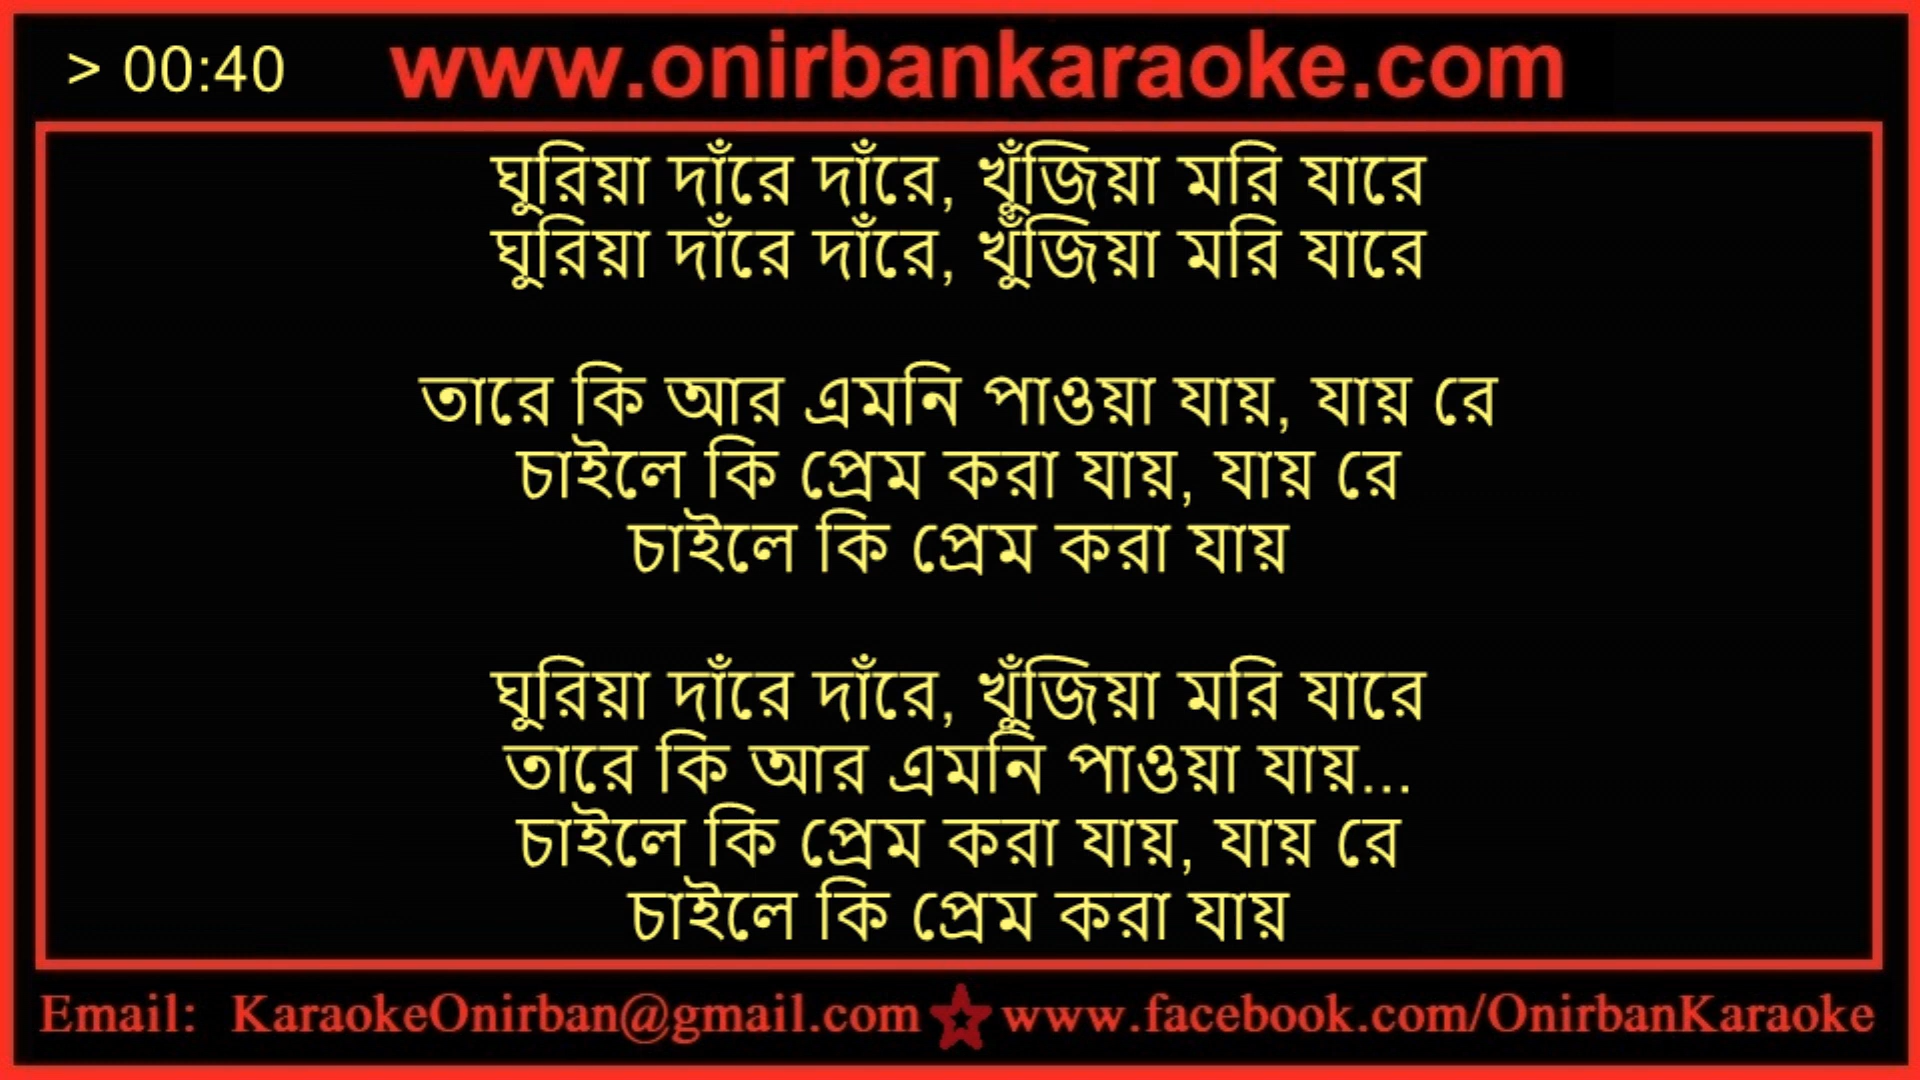 > 00:40 www.onirbankaraoke.com
ঘুরিয়া দাঁরে দাঁরে, খুঁজিয়া মরি যারে
ঘুরিয়া দাঁরে দাঁরে, খুঁজিয়া মরি যারে
তারে কি আর এমনি পাওয়া যায়, যায় রে
চাইলে কি প্রেম করা যায়, যায় রে
চাইলে কি প্রেম করা যায়
ঘুরিয়া দাঁরে দাঁরে, খুঁজিয়া মরি যারে
তারে কি আর এমনি পাওয়া যায়...
চাইলে কি প্রেম করা যায়, যায় রে
চাইলে কি প্রেম করা যায়
Email: KaraokeOnirban@gmail.com www.facebook.com/OnirbanKaraoke